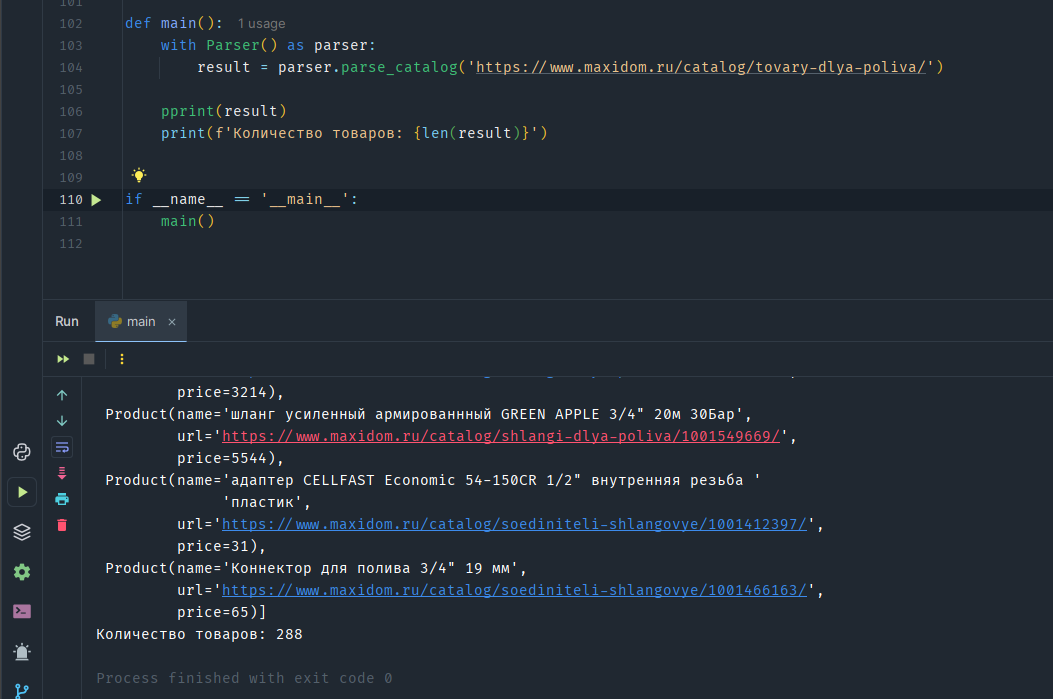 101
102 def main(): 1 usage
103 with Parser() as parser:
104 result = parser.parse_catalog('https://www.maxidom.ru/catalog/tovary-dlya-poliva/')
105
106 pprint(result)
107 print(f'Количество товаров: {len(result)}')
108
109
110 if __name__ == '__main__':
111 main()
112
Run main ×
price=3214),
Product(name='шланг усиленный армированнный GREEN APPLE 3/4" 20м 30Бар',
url='https://www.maxidom.ru/catalog/shlangi-dlya-poliva/1001549669/',
price=5544),
Product(name='адаптер CELLFAST Economic 54-150CR 1/2" внутренняя резьба '
'пластик',
url='https://www.maxidom.ru/catalog/soediniteli-shlangovye/1001412397/',
price=31),
Product(name='Коннектор для полива 3/4" 19 мм',
url='https://www.maxidom.ru/catalog/soediniteli-shlangovye/1001466163/',
price=65)]
Количество товаров: 288
Process finished with exit code 0